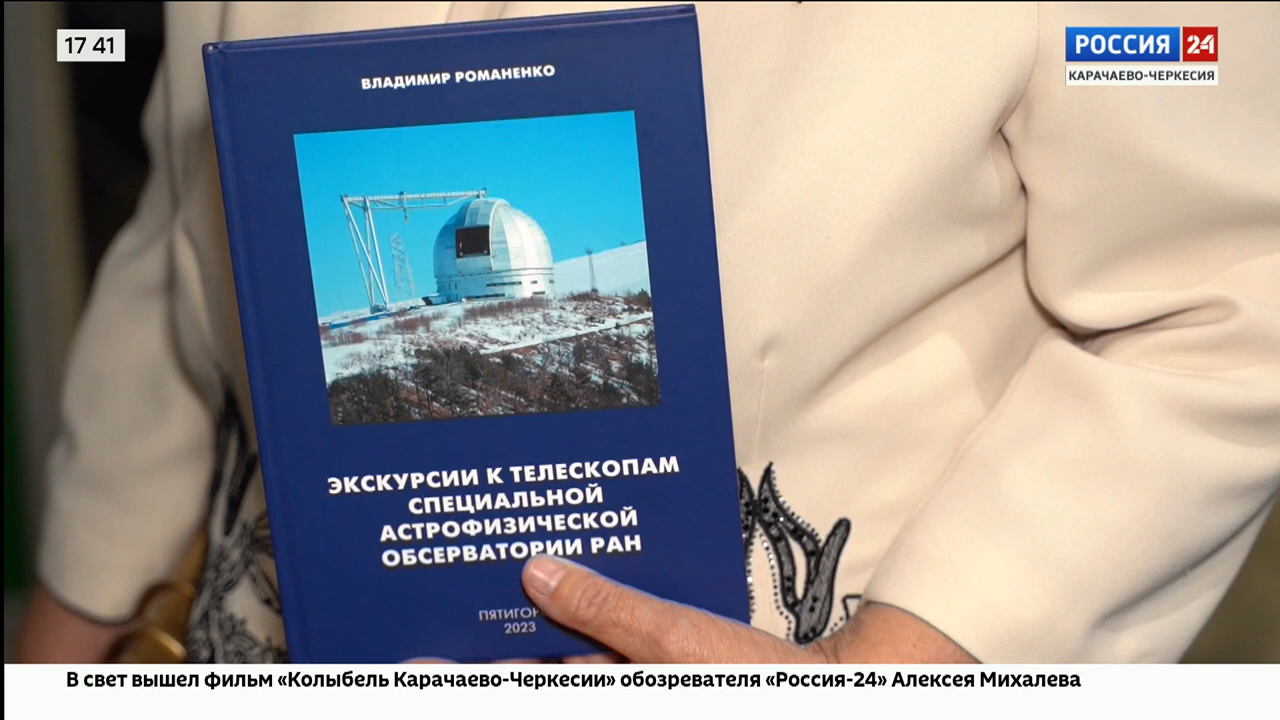 17 41
РОССИЯ 24
КАРАЧАЕВО-ЧЕРКЕСИЯ
ВЛАДИМИР РОМАНЕНКО
ЭКСКУРСИИ К ТЕЛЕСКОПАМ
СПЕЦИАЛЬНОЙ
АСТРОФИЗИЧЕСКОЙ
ОБСЕРВАТОРИИ РАН
2023
В свет вышел фильм «Колыбель Карачаево-Черкесии» обозревателя «Россия-24» Алексея Михалева